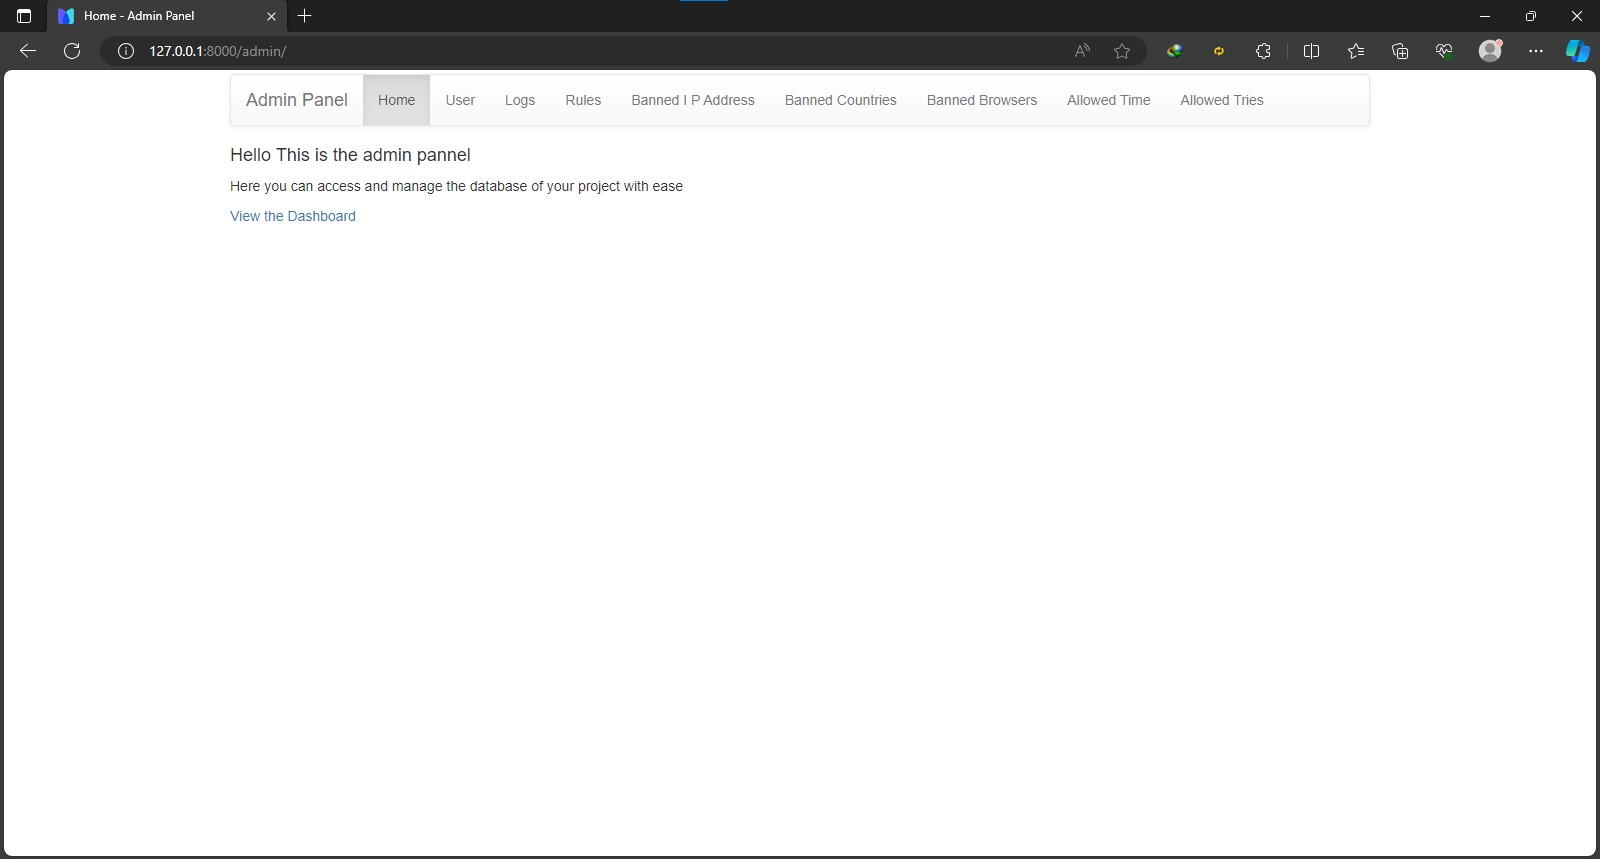 Home - Admin Panel
127.0.0.1:8000/admin/
Admin Panel Home User Logs Rules Banned I P Address Banned Countries Banned Browsers Allowed Time Allowed Tries
Hello This is the admin pannel
Here you can access and manage the database of your project with ease
View the Dashboard